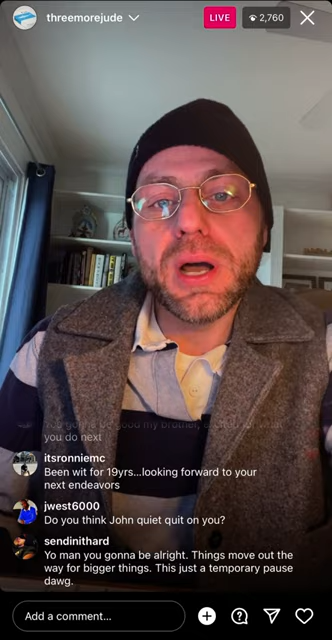 threemorejude
LIVE
2,760
you do next
itsronniemc
Been wit for 19yrs...looking forward to your
next endeavors
jwest6000
Do you think John quiet quit on you?
sendinithard
Yo man you gonna be alright. Things move out the
way for bigger things. This just a temporary pause
dawg.
Add a comment...